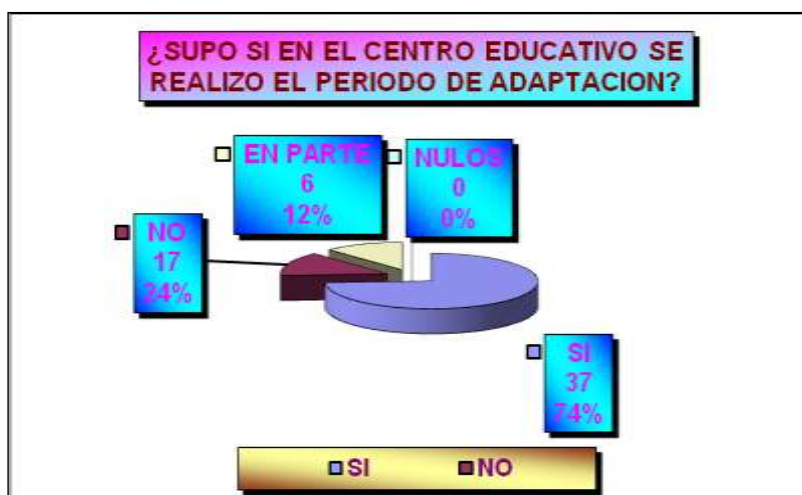 ¿SUPO SI EN EL CENTRO EDUCATIVO SE
REALIZO EL PERIODO DE ADAPTACION?
EN PARTE
6
12%
NULOS
0
0%
NO
17
24%
SI
37
74%
SI
NO